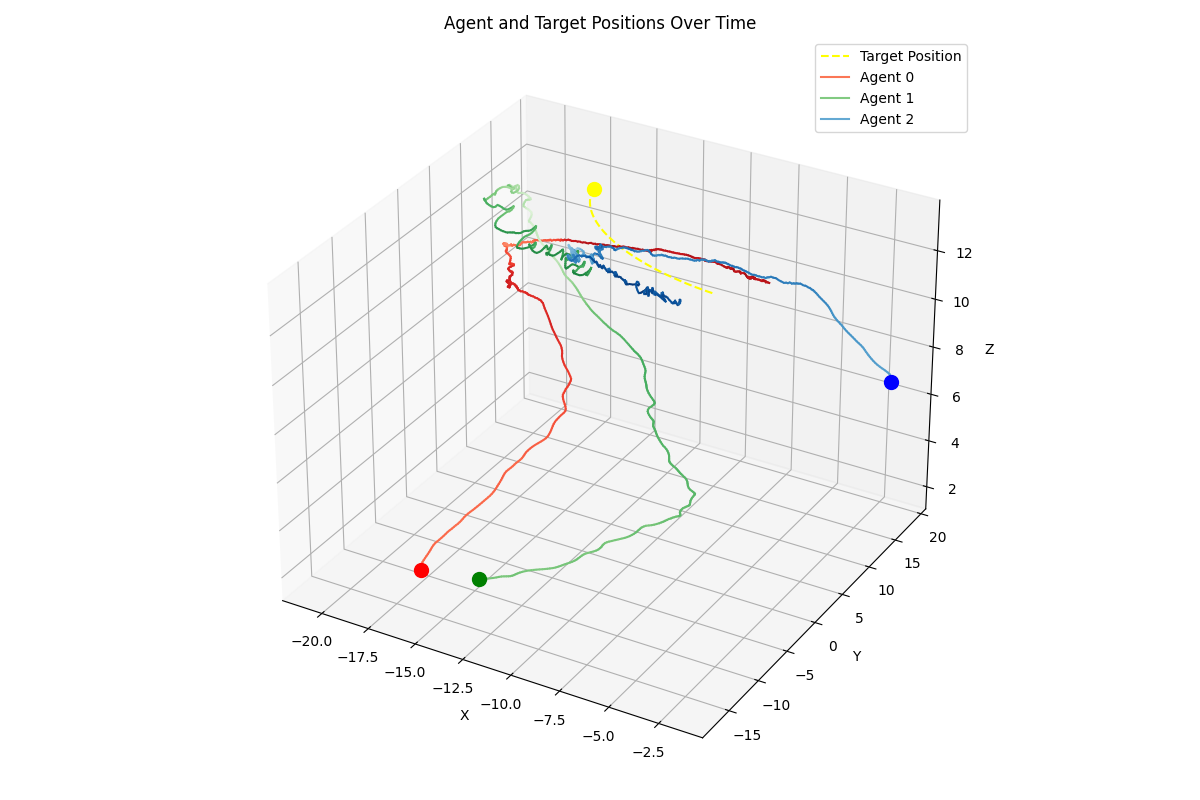 Agent and Target Positions Over Time
Target Position
Agent 0
Agent 1
Agent 2
12
10
8
6
4
2
Z
20
15
10
5
0
−5
−10
−15
Y
−20.0
−17.5
−15.0
−12.5
−10.0
−7.5
−5.0
−2.5
X